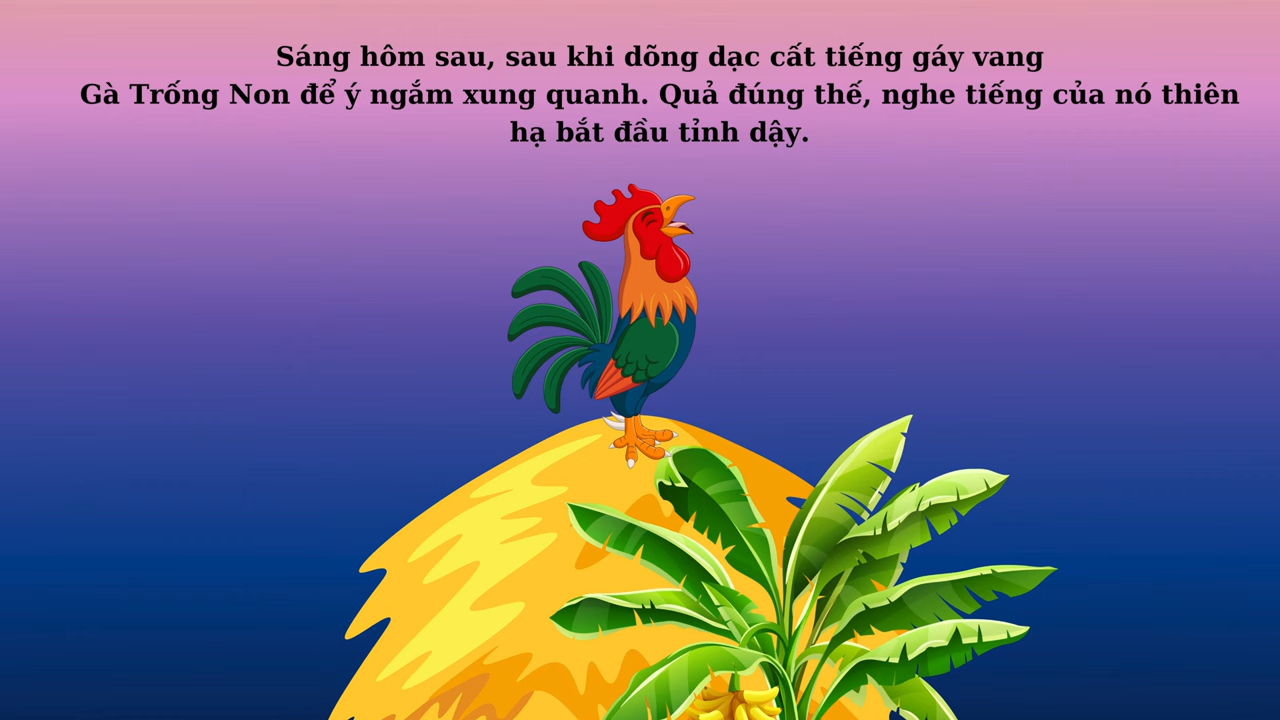 Sáng hôm sau, sau khi dõng dạc cất tiếng gáy vang
Gà Trống Non để ý ngắm xung quanh. Quả đúng thế, nghe tiếng của nó thiên
hạ bắt đầu tỉnh dậy.